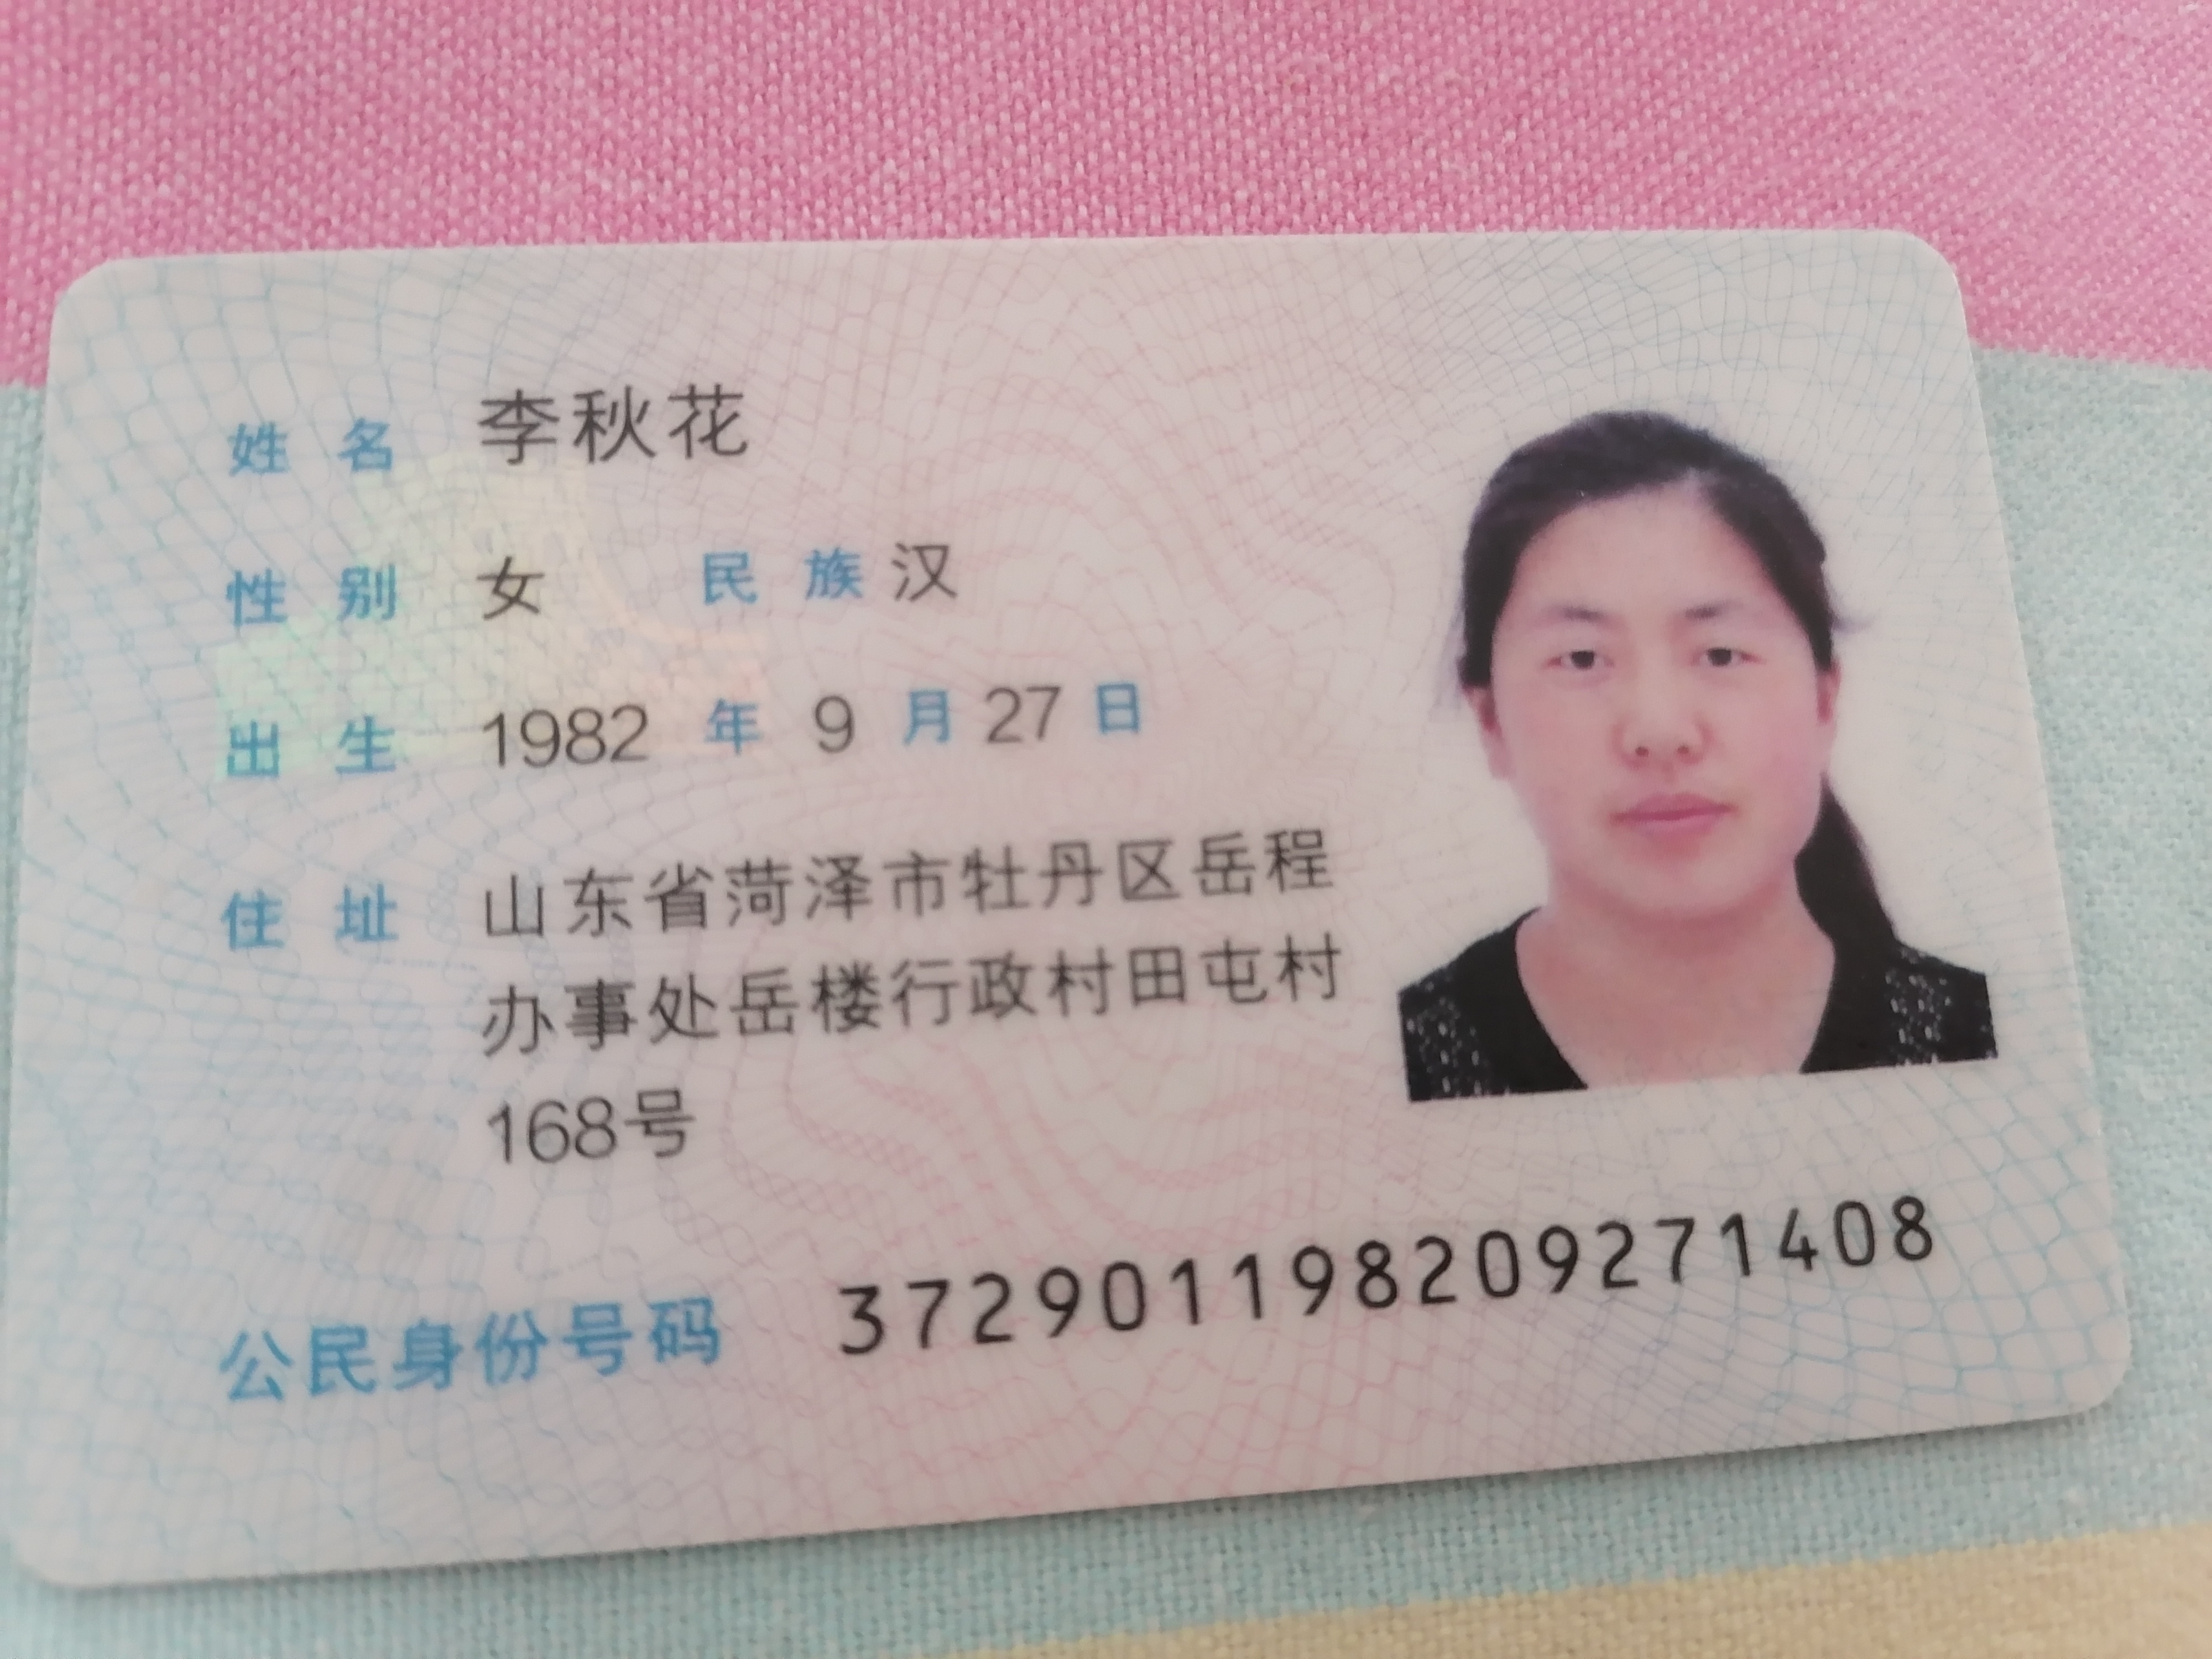 姓名 李秋花
性别 女 民族 汉
出生 1982 年 9 月 27 日
住址 山东省菏泽市牡丹区岳程
办事处岳楼行政村田屯村
168号
公民身份号码 372901198209271408